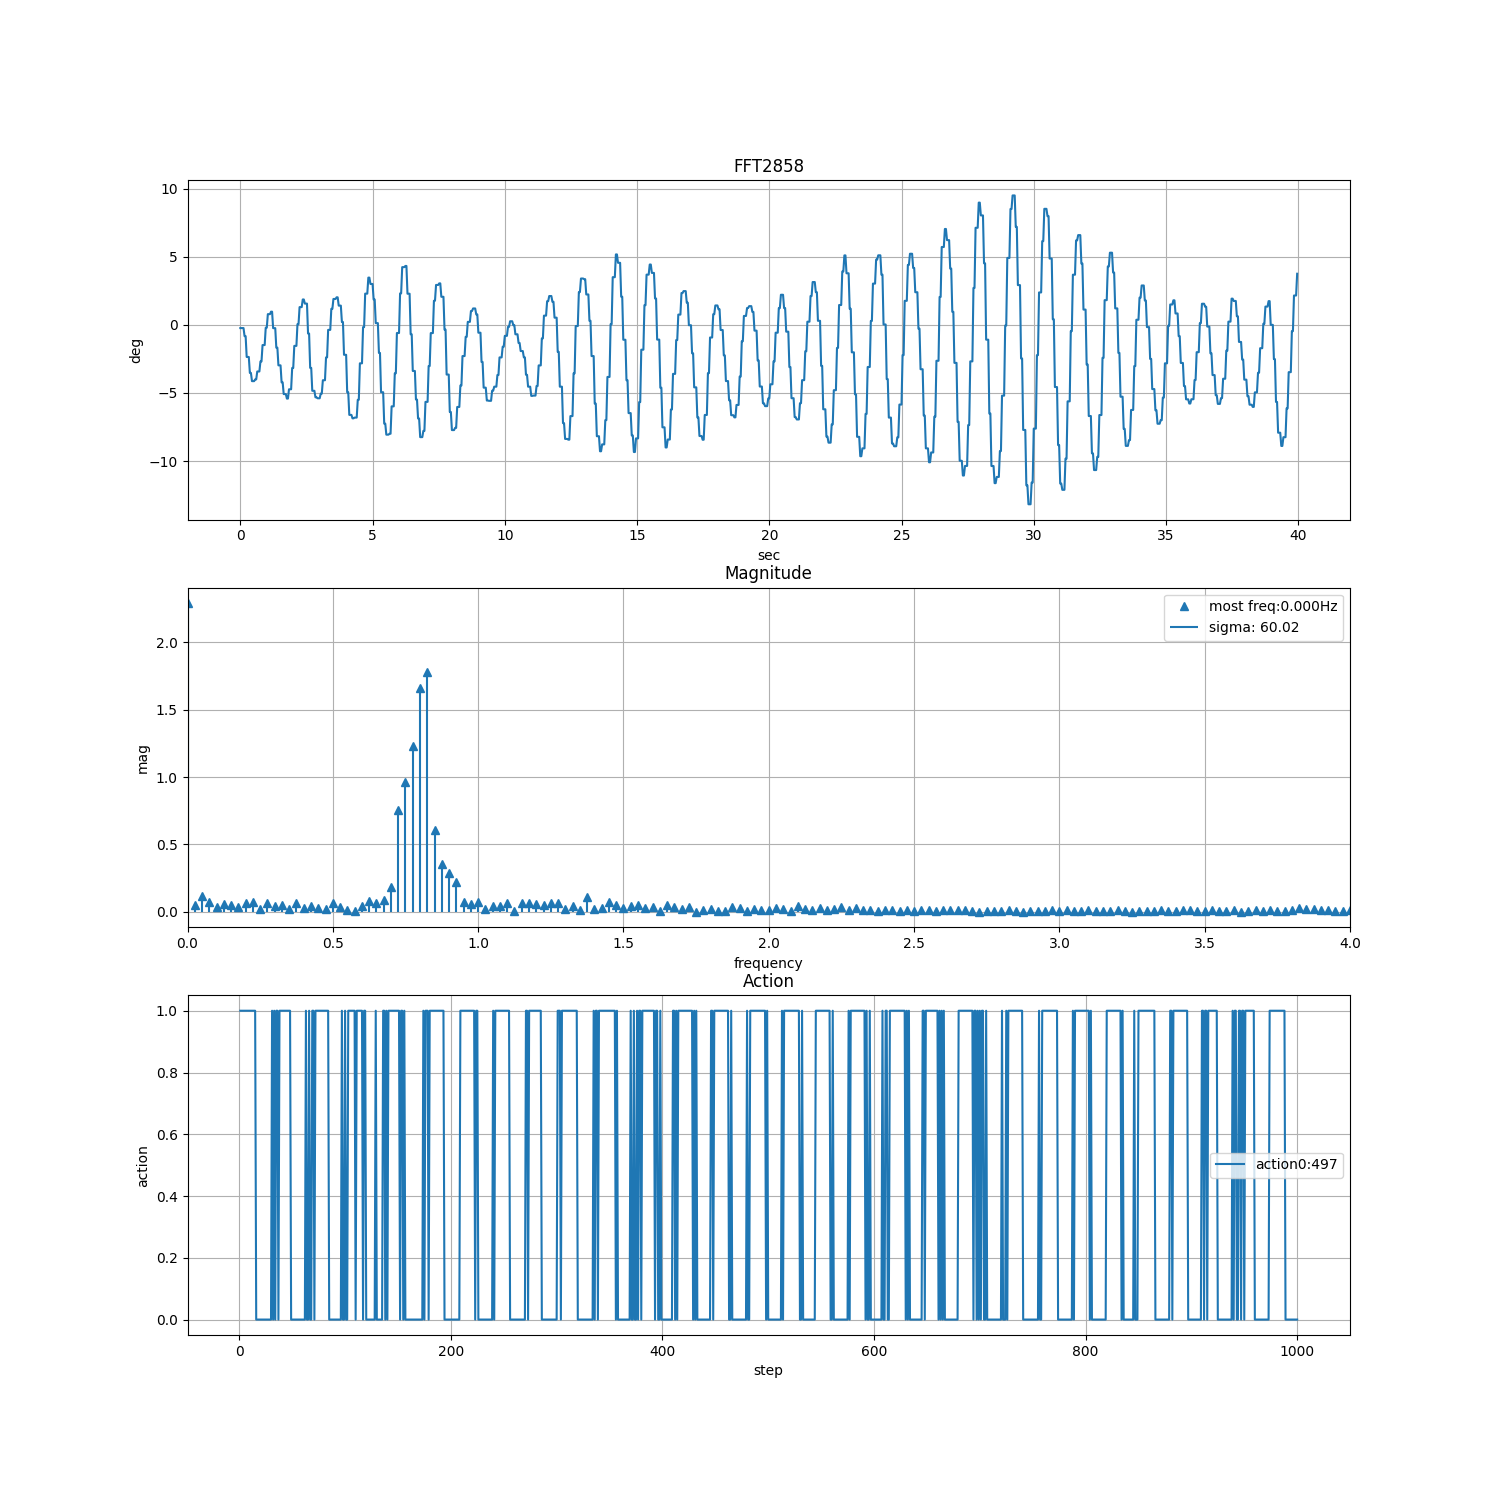 FFT2858
10
5
0
−5
−10
deg
0 5 10 15 20 25 30 35 40
sec
Magnitude
most freq:0.000Hz
sigma: 60.02
2.0
1.5
1.0
0.5
0.0
mag
0.0 0.5 1.0 1.5 2.0 2.5 3.0 3.5 4.0
frequency
Action
1.0
0.8
0.6
0.4
0.2
0.0
action
action0:497
0 200 400 600 800 1000
step